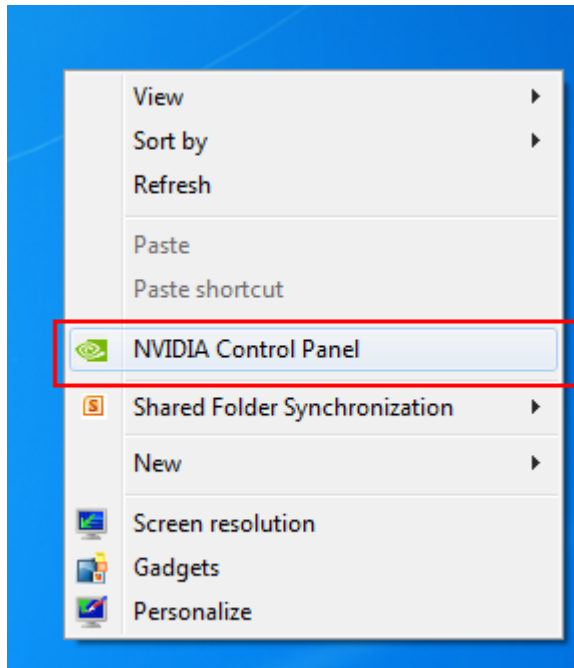 View
Sort by
Refresh
Paste
Paste shortcut
NVIDIA Control Panel
Shared Folder Synchronization
New
Screen resolution
Gadgets
Personalize